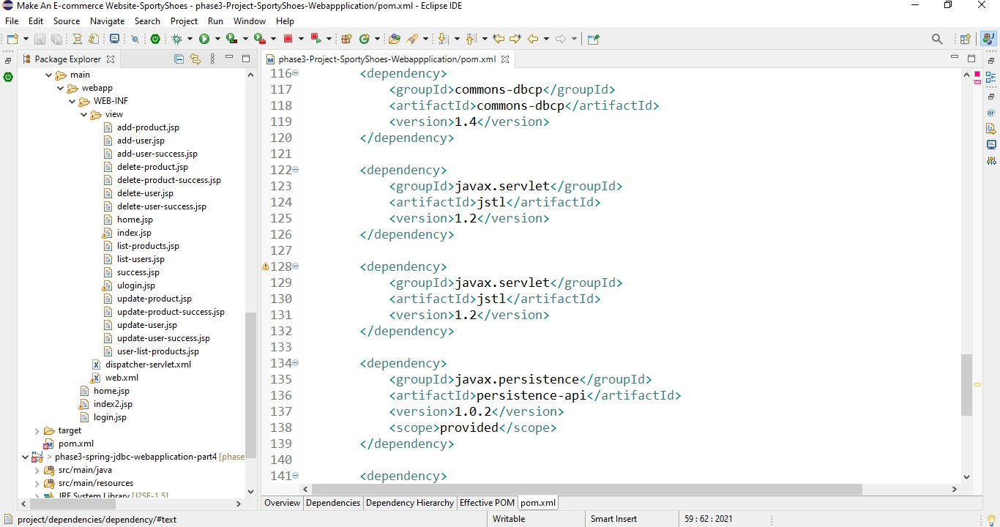 Make An E-commerce Website-SportyShoes - phase3-Project-SportyShoes-Webappplication/pom.xml - Eclipse IDE
File Edit Source Navigate Search Project Run Window Help
Package Explorer
main
webapp
WEB-INF
view
add-product.jsp
add-user.jsp
add-user-success.jsp
delete-product.jsp
delete-product-success.jsp
delete-user.jsp
delete-user-success.jsp
home.jsp
index.jsp
list-products.jsp
list-users.jsp
success.jsp
ulogin.jsp
update-product.jsp
update-product-success.jsp
update-user.jsp
update-user-success.jsp
user-list-products.jsp
dispatcher-servlet.xml
web.xml
home.jsp
index2.jsp
login.jsp
target
pom.xml
> phase3-spring-jdbc-webapplication-part4 [phase
src/main/java
src/main/resources
JRE System Library [J2SE-1.5]
phase3-Project-SportyShoes-Webappplication/pom.xml
116 <dependency>
117 <groupId>commons-dbcp</groupId>
118 <artifactId>commons-dbcp</artifactId>
119 <version>1.4</version>
120 </dependency>
121
122 <dependency>
123 <groupId>javax.servlet</groupId>
124 <artifactId>jstl</artifactId>
125 <version>1.2</version>
126 </dependency>
127
128 <dependency>
129 <groupId>javax.servlet</groupId>
130 <artifactId>jstl</artifactId>
131 <version>1.2</version>
132 </dependency>
133
134 <dependency>
135 <groupId>javax.persistence</groupId>
136 <artifactId>persistence-api</artifactId>
137 <version>1.0.2</version>
138 <scope>provided</scope>
139 </dependency>
140
141 <dependency>
Overview Dependencies Dependency Hierarchy Effective POM pom.xml
project/dependencies/dependency/#text Writable Smart Insert 59 : 62 : 2021